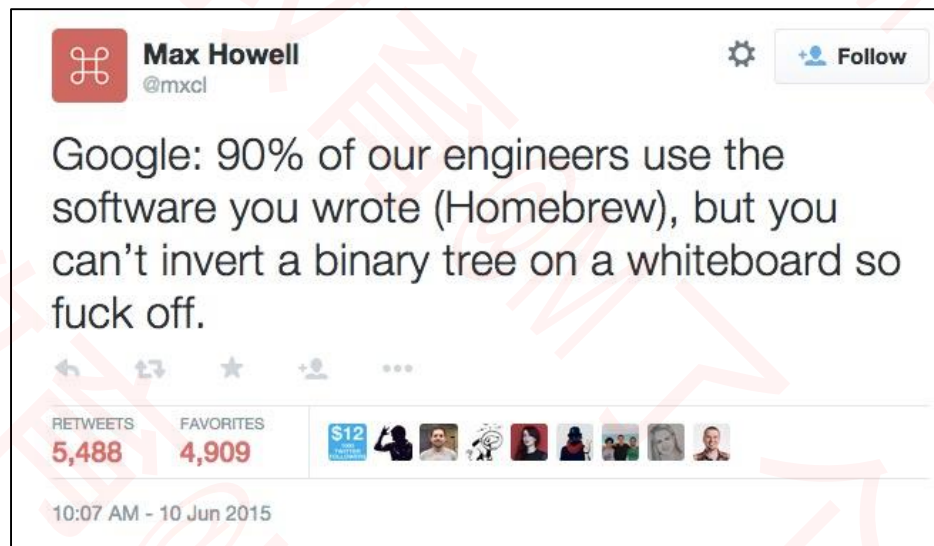 Max Howell
@mxcl
Follow
Google: 90% of our engineers use the
software you wrote (Homebrew), but you
can't invert a binary tree on a whiteboard so
fuck off.
RETWEETS FAVORITES
5,488 4,909
$12
10:07 AM - 10 Jun 2015